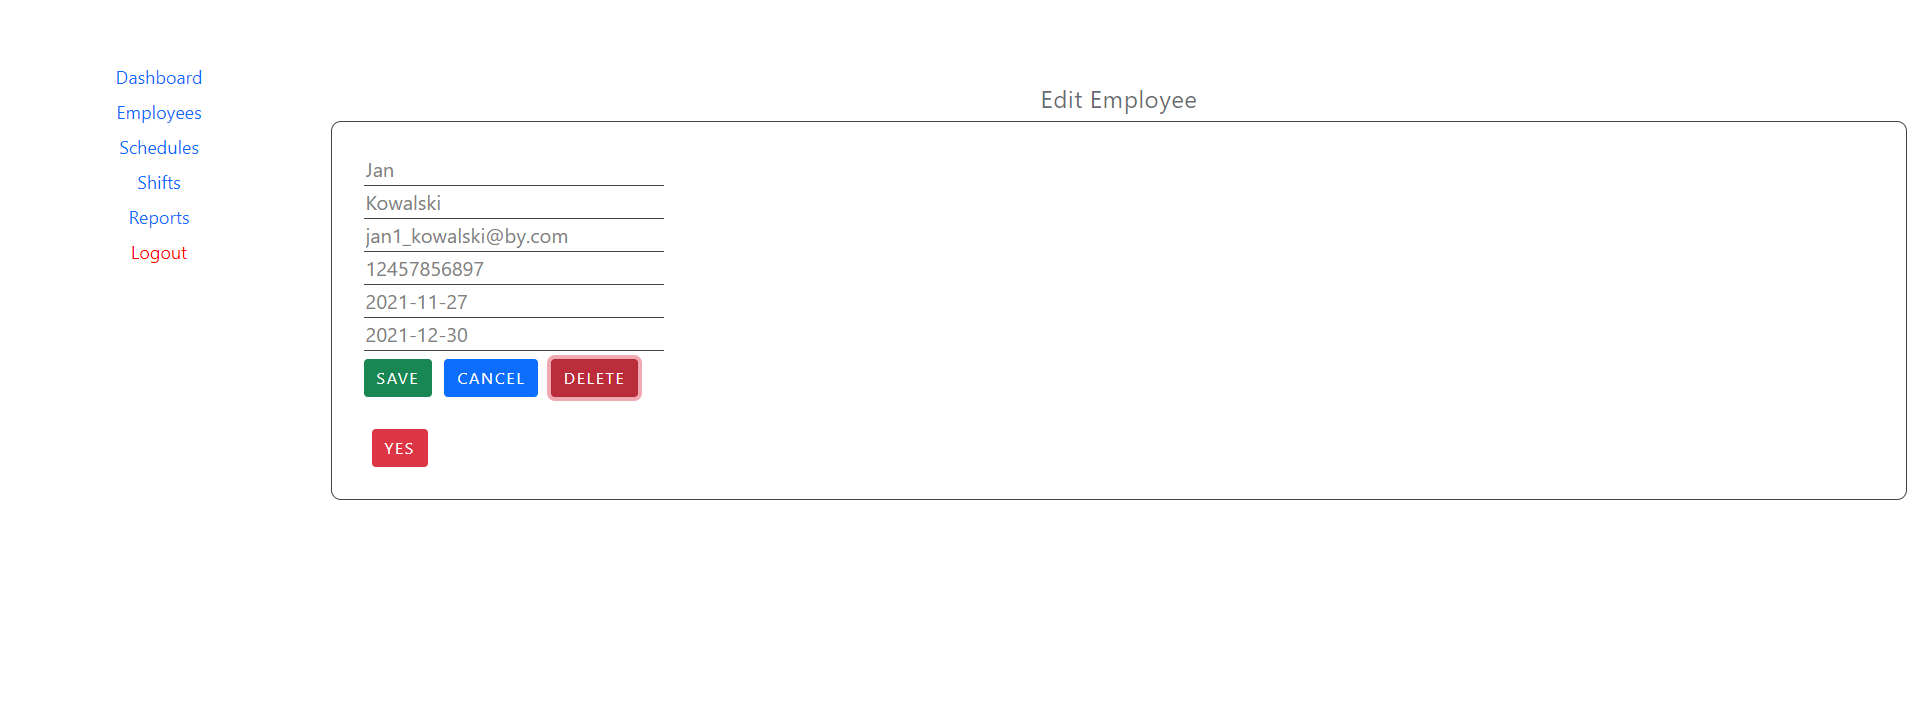 Dashboard
Employees
Schedules
Shifts
Reports
Logout
Edit Employee
Jan
Kowalski
jan1_kowalski@by.com
12457856897
2021-11-27
2021-12-30
SAVE CANCEL DELETE
YES